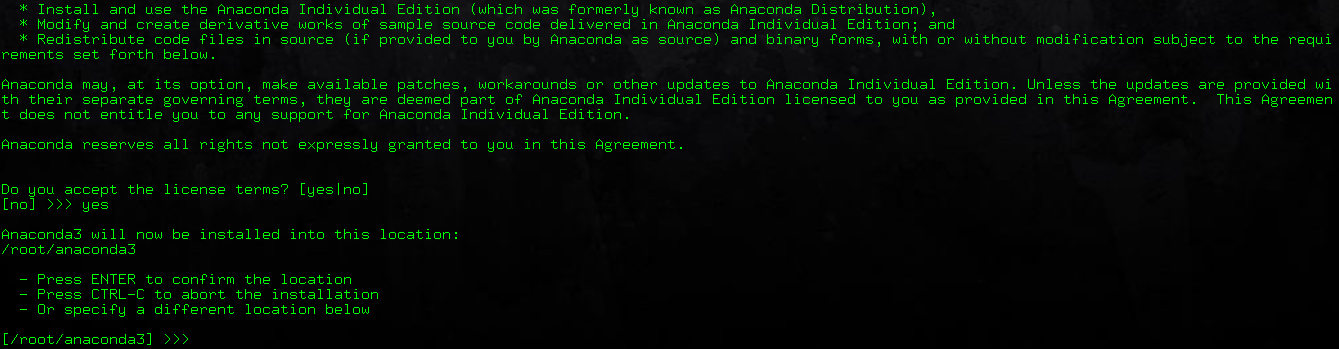 * Install and use the Anaconda Individual Edition (which was formerly known as Anaconda Distribution),
* Modify and create derivative works of sample source code delivered in Anaconda Individual Edition; and
* Redistribute code files in source (if provided to you by Anaconda as source) and binary forms, with or without modification subject to the requi
rements set forth below.
Anaconda may, at its option, make available patches, workarounds or other updates to Anaconda Individual Edition. Unless the updates are provided wi
th their separate governing terms, they are deemed part of Anaconda Individual Edition licensed to you as provided in this Agreement.  This Agreemen
t does not entitle you to any support for Anaconda Individual Edition.
Anaconda reserves all rights not expressly granted to you in this Agreement.
Do you accept the license terms? [yes|no]
[no] >>> yes
Anaconda3 will now be installed into this location:
/root/anaconda3
- Press ENTER to confirm the location
- Press CTRL-C to abort the installation
- Or specify a different location below
[/root/anaconda3] >>>